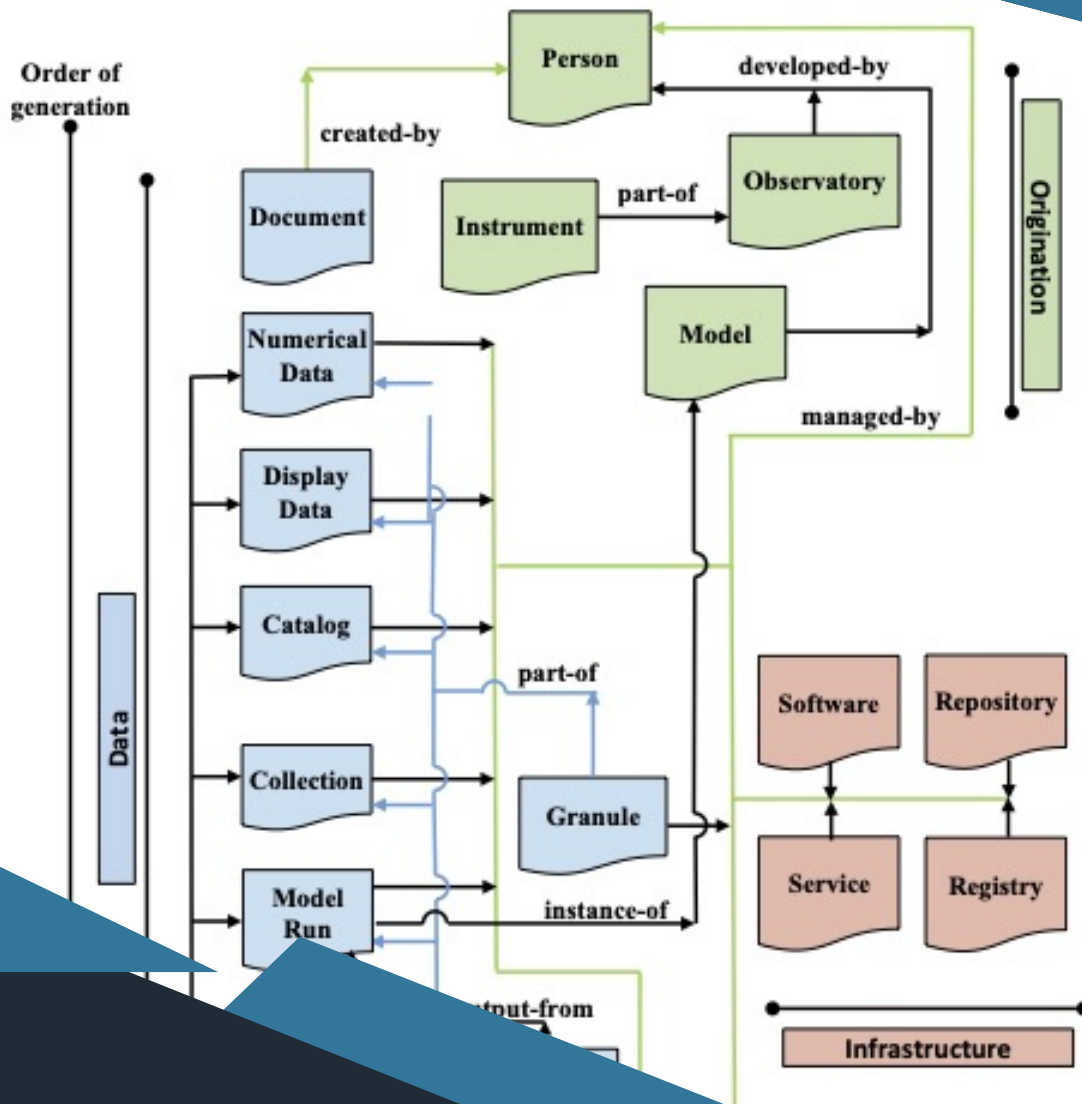 Order of
generation
Person
developed-by
created-by
Document
Instrument
part-of
Observatory
Origination
Numerical
Data
Model
managed-by
Display
Data
Catalog
part-of
Data
Software
Repository
Collection
Granule
Service
Registry
Model
Run
instance-of
Infrastructure